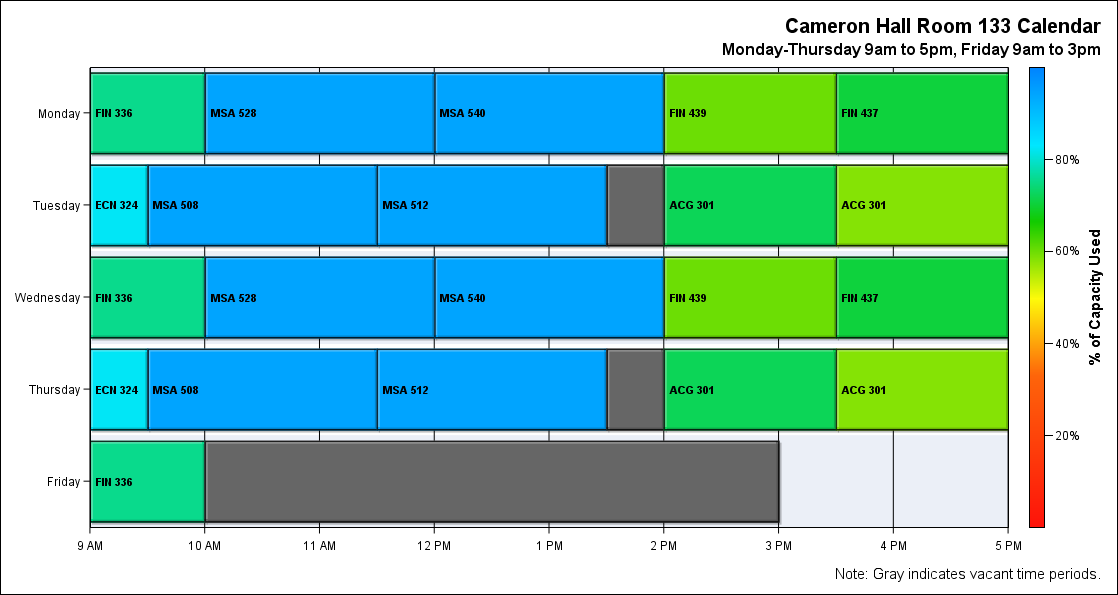 Cameron Hall Room 133 Calendar
Monday-Thursday 9am to 5pm, Friday 9am to 3pm
Monday
FIN 336
MSA 528
MSA 540
FIN 439
FIN 437
Tuesday
ECN 324
MSA 508
MSA 512
ACG 301
ACG 301
Wednesday
FIN 336
MSA 528
MSA 540
FIN 439
FIN 437
Thursday
ECN 324
MSA 508
MSA 512
ACG 301
ACG 301
Friday
FIN 336
9 AM
10 AM
11 AM
12 PM
1 PM
2 PM
3 PM
4 PM
5 PM
80%
60%
40%
20%
% of Capacity Used
Note: Gray indicates vacant time periods.